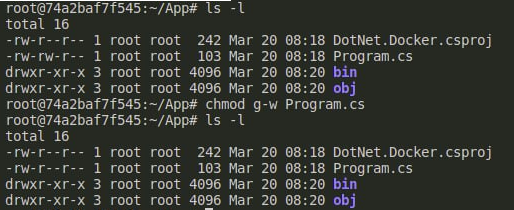 root@74a2baf7f545:~/App# ls -l
total 16
-rw-r--r-- 1 root root  242 Mar 20 08:18 DotNet.Docker.csproj
-rw-rw-r-- 1 root root  103 Mar 20 08:18 Program.cs
drwxr-xr-x 3 root root 4096 Mar 20 08:20 bin
drwxr-xr-x 3 root root 4096 Mar 20 08:20 obj
root@74a2baf7f545:~/App# chmod g-w Program.cs
root@74a2baf7f545:~/App# ls -l
total 16
-rw-r--r-- 1 root root  242 Mar 20 08:18 DotNet.Docker.csproj
-rw-r--r-- 1 root root  103 Mar 20 08:18 Program.cs
drwxr-xr-x 3 root root 4096 Mar 20 08:20 bin
drwxr-xr-x 3 root root 4096 Mar 20 08:20 obj